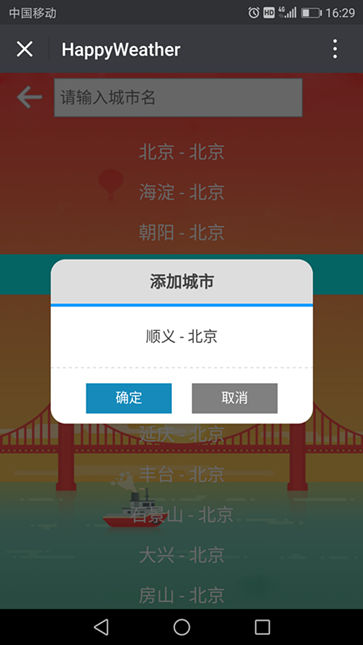 中国移动 HD 4G 16:29
HappyWeather
请输入城市名
北京 - 北京
海淀 - 北京
朝阳 - 北京
添加城市
顺义 - 北京
确定 取消
延庆 - 北京
丰台 - 北京
石景山 - 北京
大兴 - 北京
房山 - 北京